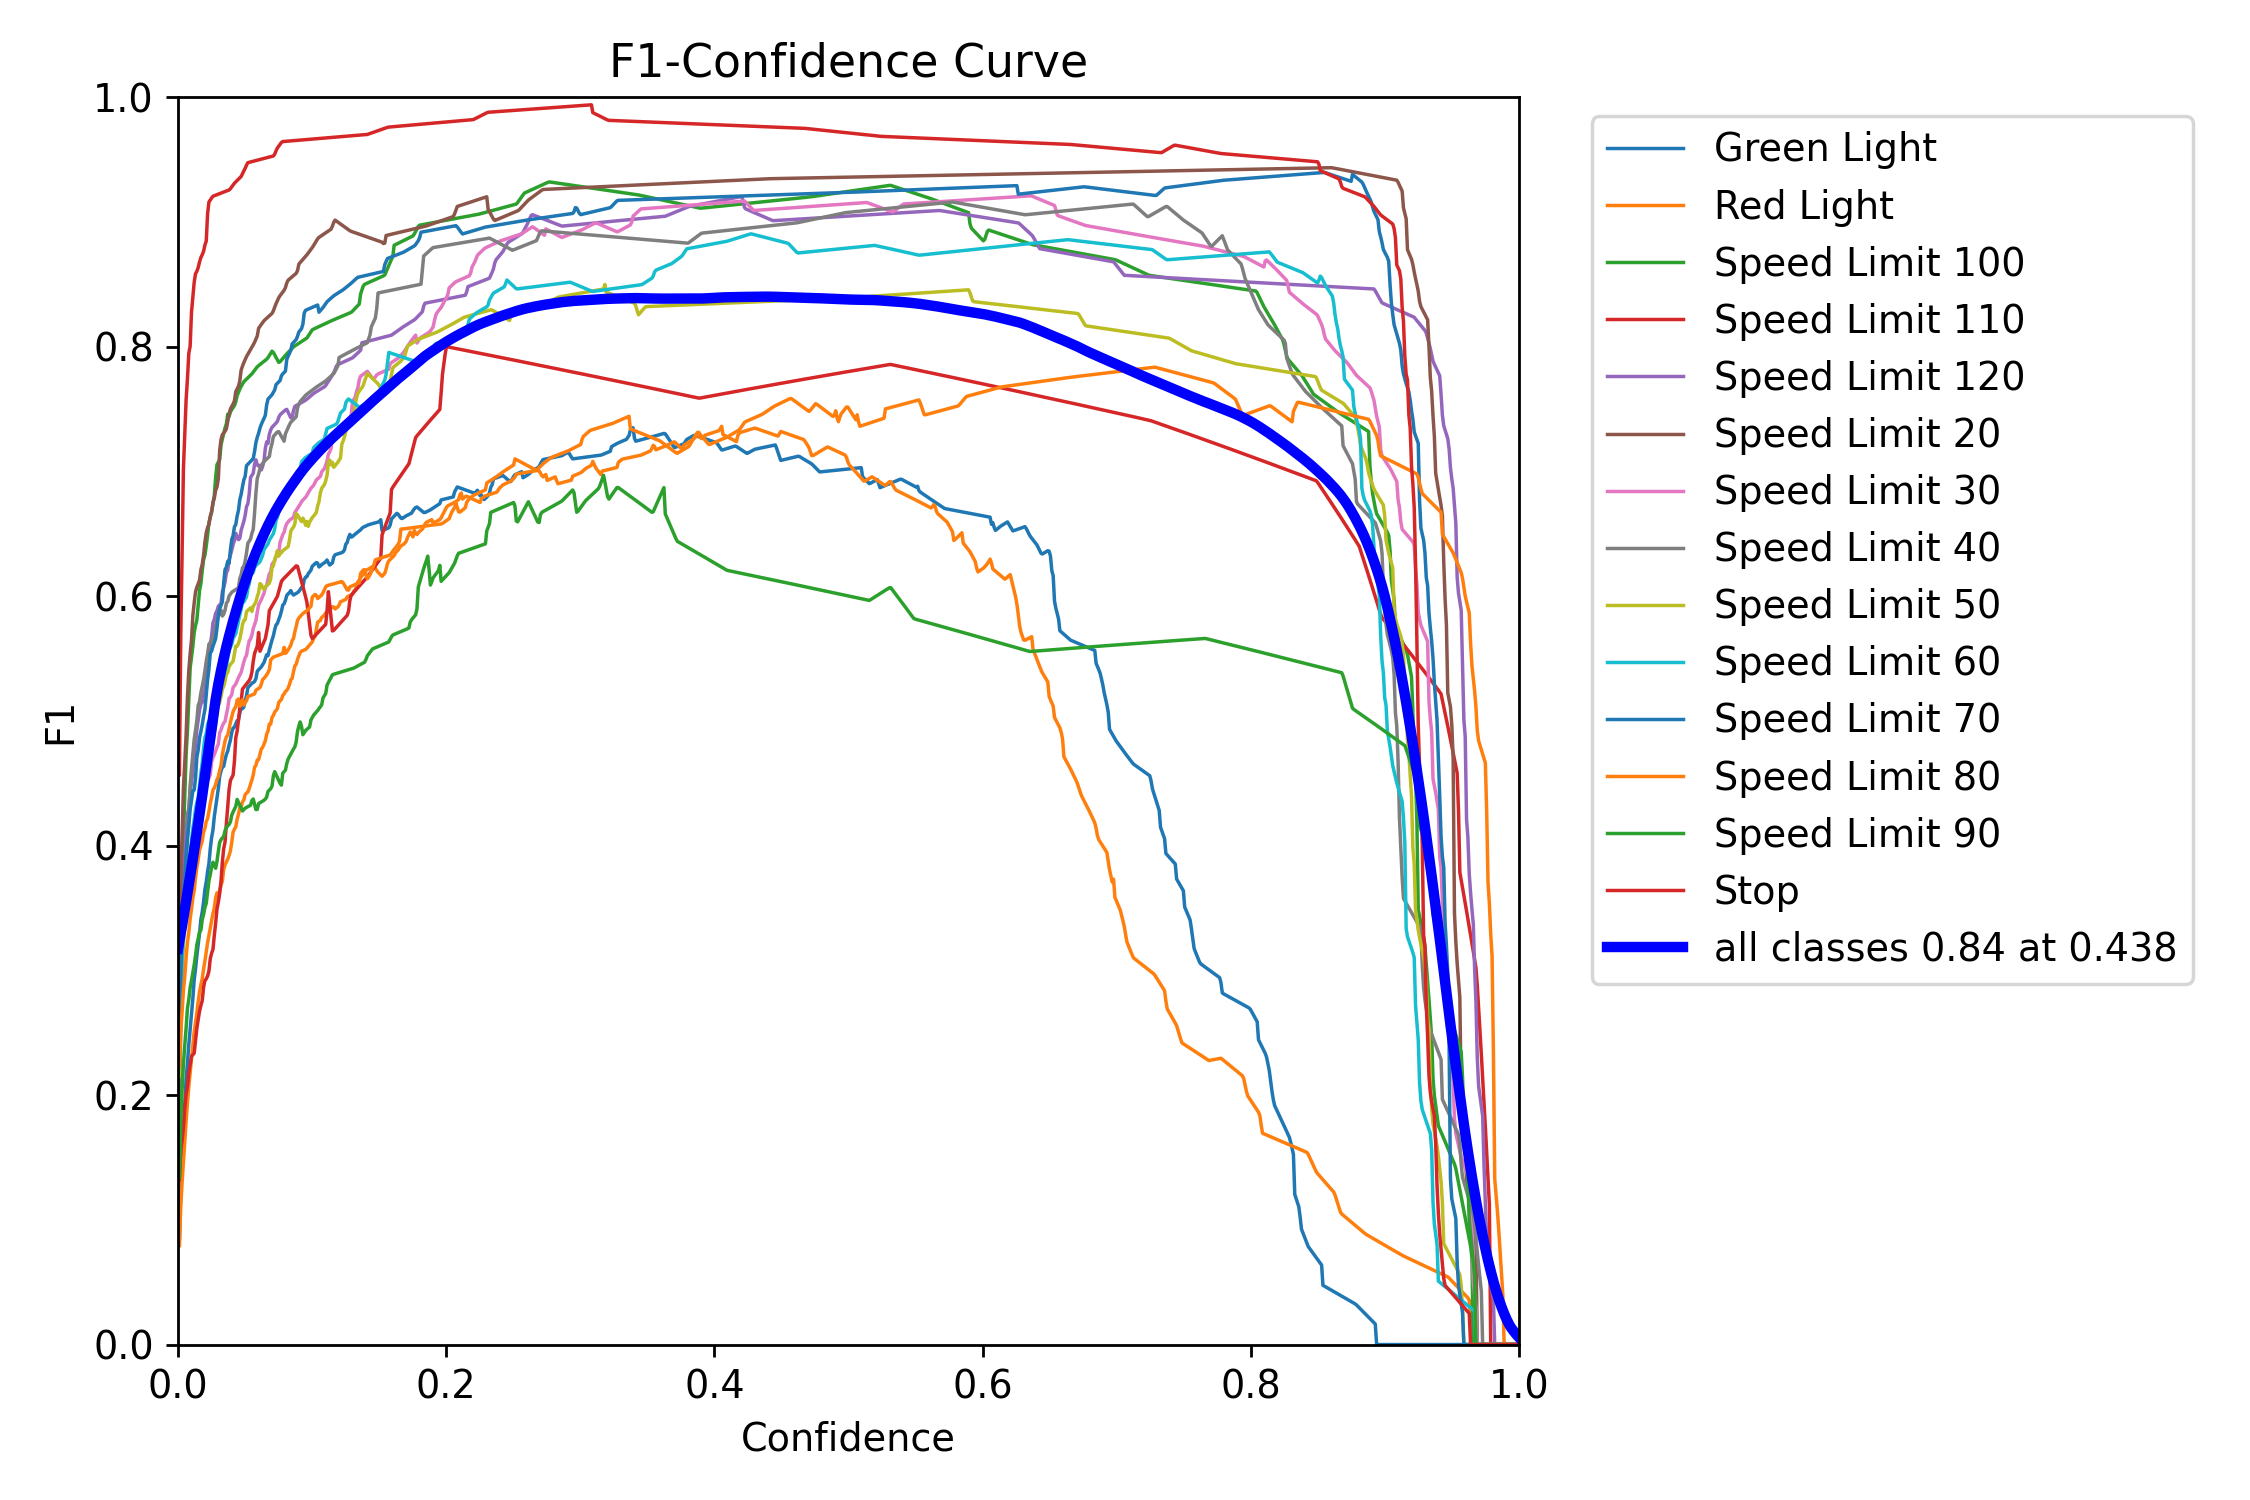 F1-Confidence Curve
1.0
0.8
0.6
0.4
0.2
0.0
F1
0.0 0.2 0.4 0.6 0.8 1.0
Confidence
Green Light
Red Light
Speed Limit 100
Speed Limit 110
Speed Limit 120
Speed Limit 20
Speed Limit 30
Speed Limit 40
Speed Limit 50
Speed Limit 60
Speed Limit 70
Speed Limit 80
Speed Limit 90
Stop
all classes 0.84 at 0.438